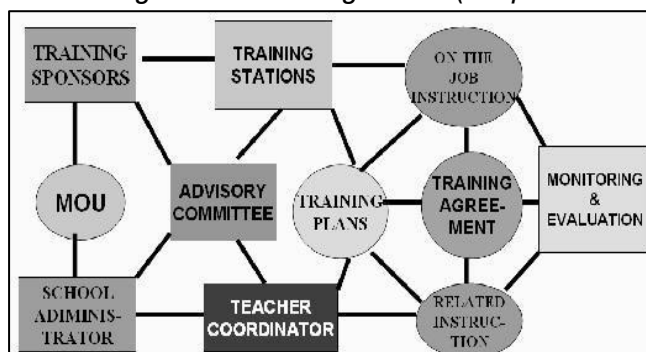 TRAINING
SPONSORS
TRAINING
STATIONS
ON THE
JOB
INSTRUCTION
MOU
ADVISORY
COMMITTEE
TRAINING
PLANS
TRAINING
AGREE-
MENT
MONITORING
&
EVALUATION
SCHOOL
ADIMINIS-
TRATOR
TEACHER
COORDINATOR
RELATED
INSTRUC-
TION